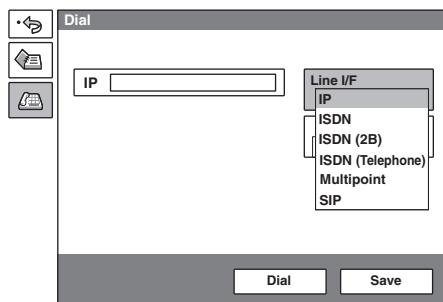 Dial
IP
Line I/F
IP
ISDN
ISDN (2B)
ISDN (Telephone)
Multipoint
SIP
Dial
Save